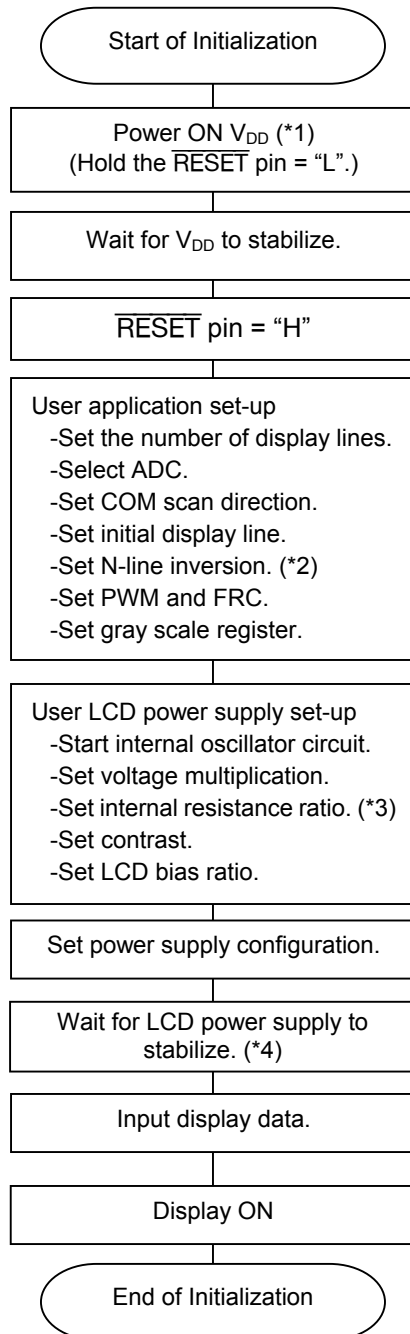 Start of Initialization
Power ON VDD (*1)
(Hold the R̅E̅S̅E̅T̅ pin = “L”.)
Wait for VDD to stabilize.
R̅E̅S̅E̅T̅ pin = “H”
User application set-up
-Set the number of display lines.
-Select ADC.
-Set COM scan direction.
-Set initial display line.
-Set N-line inversion. (*2)
-Set PWM and FRC.
-Set gray scale register.
User LCD power supply set-up
-Start internal oscillator circuit.
-Set voltage multiplication.
-Set internal resistance ratio. (*3)
-Set contrast.
-Set LCD bias ratio.
Set power supply configuration.
Wait for LCD power supply to
stabilize. (*4)
Input display data.
Display ON
End of Initialization